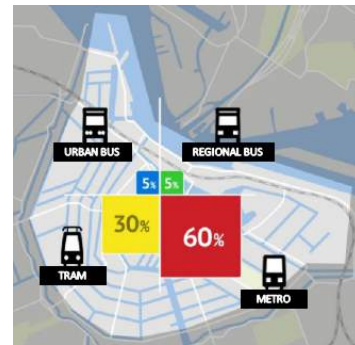 URBAN BUS
REGIONAL BUS
5%
5%
30%
60%
TRAM
METRO